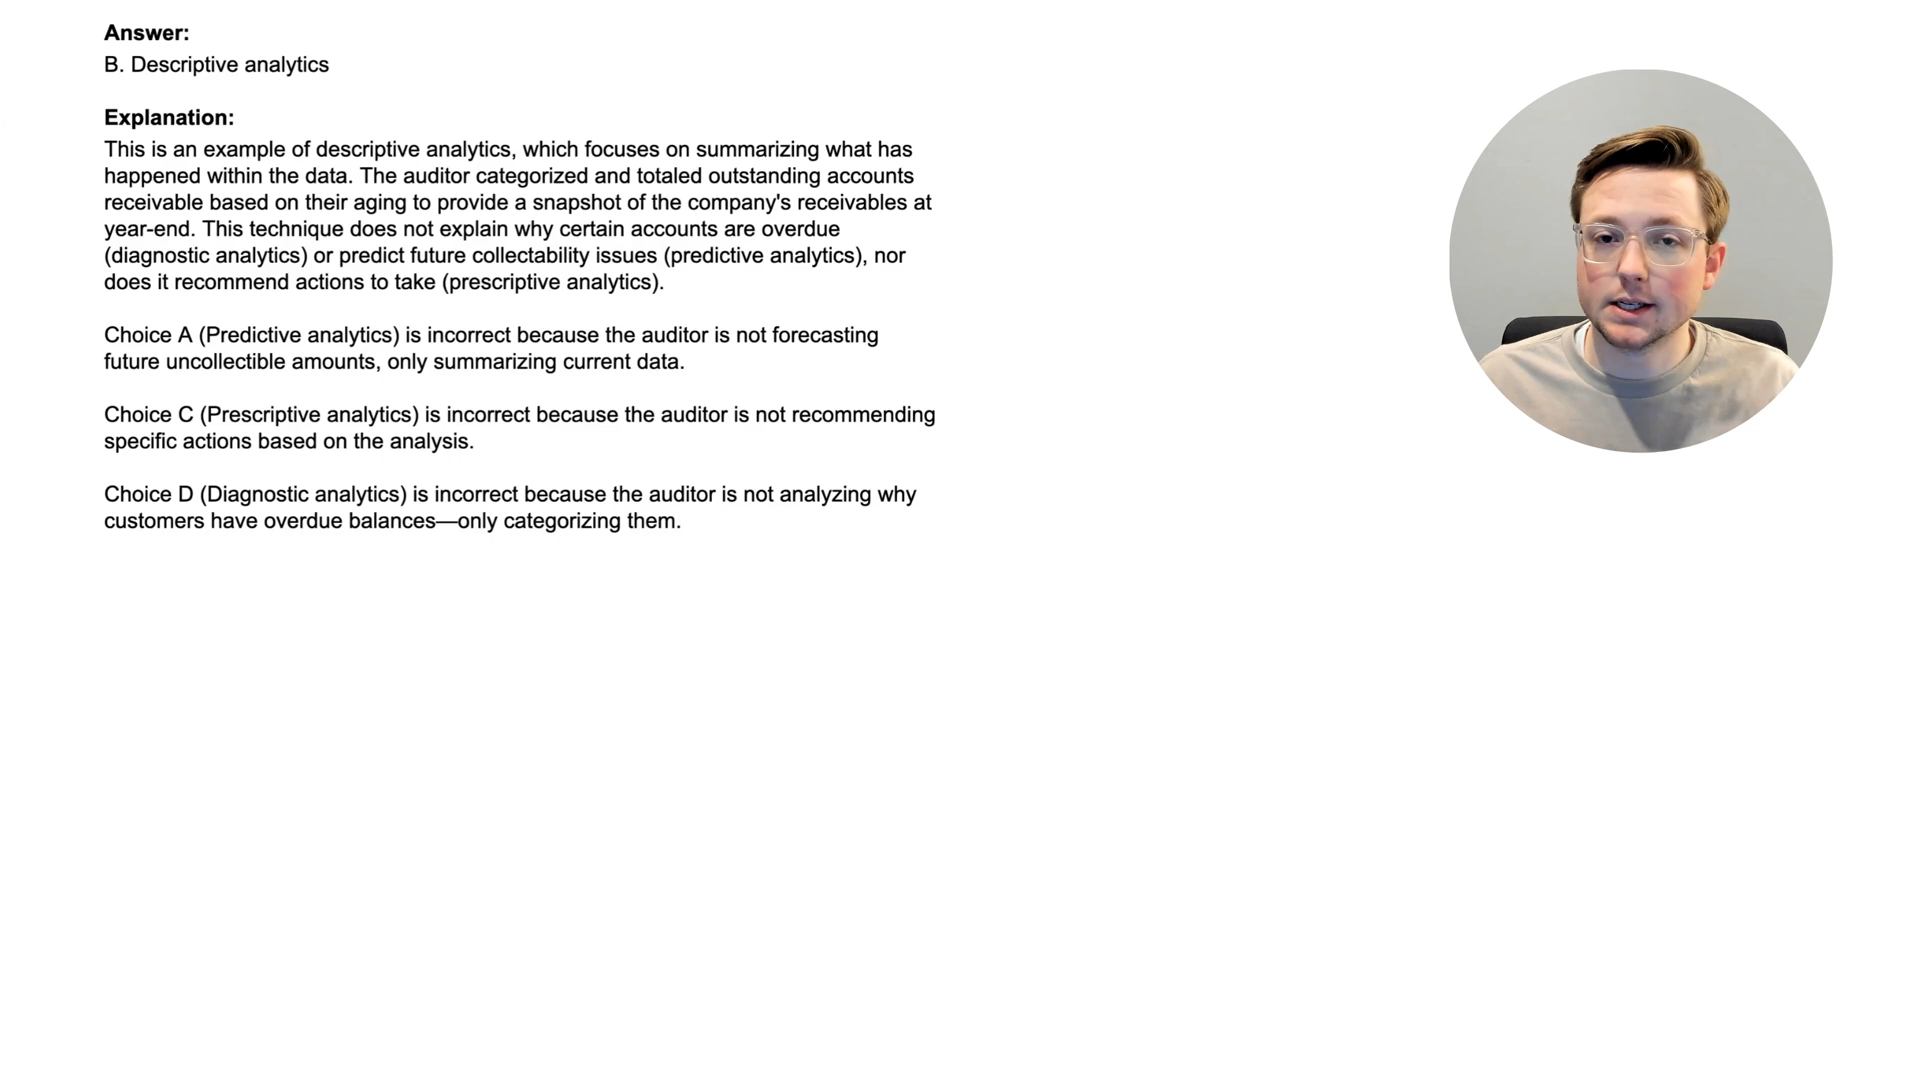 Answer:
B. Descriptive analytics
Explanation:
This is an example of descriptive analytics, which focuses on summarizing what has
happened within the data. The auditor categorized and totaled outstanding accounts
receivable based on their aging to provide a snapshot of the company's receivables at
year-end. This technique does not explain why certain accounts are overdue
(diagnostic analytics) or predict future collectability issues (predictive analytics), nor
does it recommend actions to take (prescriptive analytics).
Choice A (Predictive analytics) is incorrect because the auditor is not forecasting
future uncollectible amounts, only summarizing current data.
Choice C (Prescriptive analytics) is incorrect because the auditor is not recommending
specific actions based on the analysis.
Choice D (Diagnostic analytics) is incorrect because the auditor is not analyzing why
customers have overdue balances—only categorizing them.